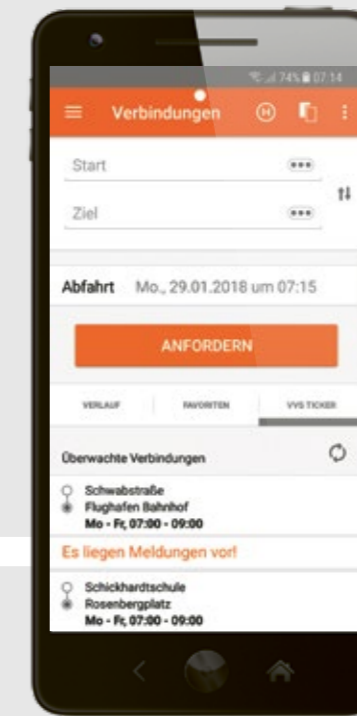 74% 07:14
Verbindungen H
Start
Ziel
Abfahrt Mo., 29.01.2018 um 07:15
ANFORDERN
VERLAUF FAVORITEN VVS TICKER
Überwachte Verbindungen
Schwabstraße
Flughafen Bahnhof
Mo - Fr, 07:00 - 09:00
Es liegen Meldungen vor!
Schickhardtschule
Rosenbergplatz
Mo - Fr, 07:00 - 09:00